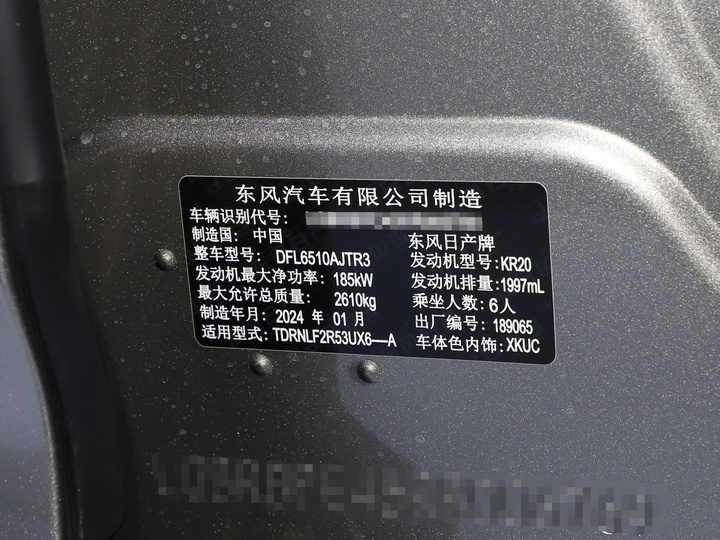 东风汽车有限公司制造
车辆识别代号：
制造国：中国
东风日产牌
整车型号：DFL6510AJTR3
发动机型号：KR20
发动机最大净功率：185kW
发动机排量：1997mL
最大允许总质量：2610kg
乘坐人数：6人
制造年月：2024 年 01 月
出厂编号：189065
适用型式：TDRNLF2R53UX6—A
车体色内饰：XKUC